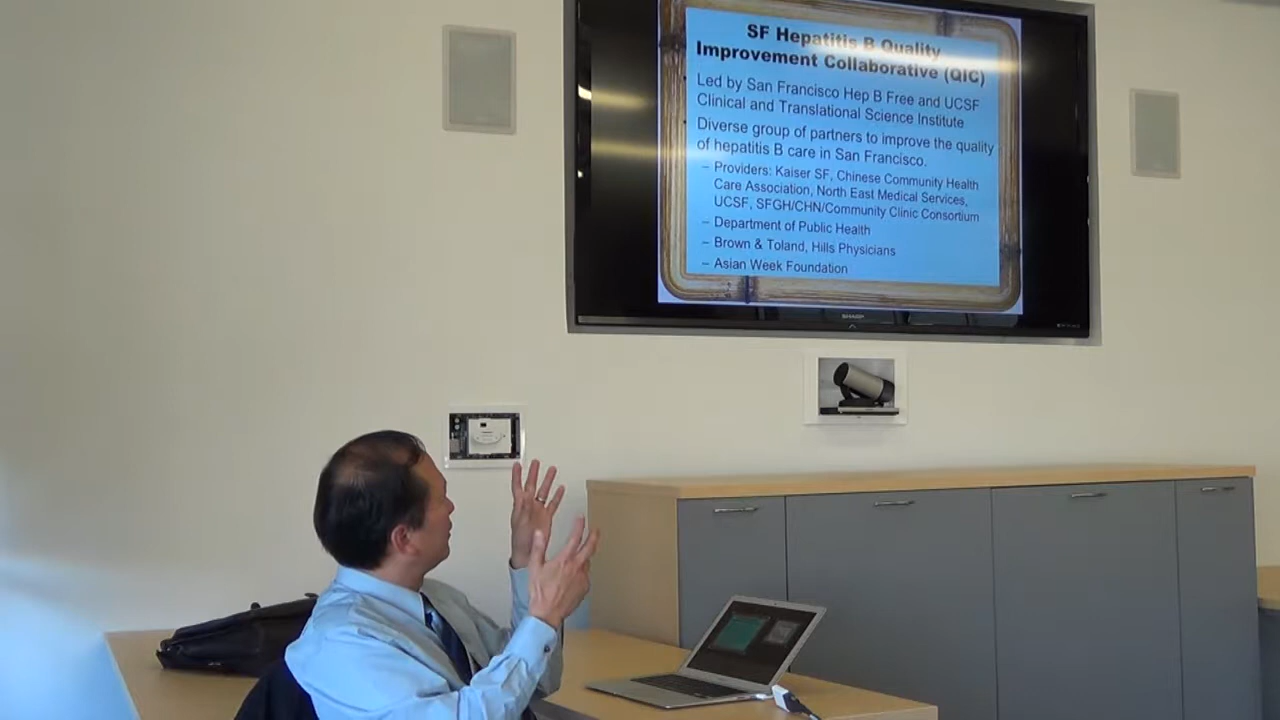 SF Hepatitis B Quality
Improvement Collaborative (QIC)
Led by San Francisco Hep B Free and UCSF
Clinical and Translational Science Institute
Diverse group of partners to improve the quality
of hepatitis B care in San Francisco.
– Providers: Kaiser SF, Chinese Community Health
Care Association, North East Medical Services,
UCSF, SFGH/CHN/Community Clinic Consortium
– Department of Public Health
– Brown & Toland, Hills Physicians
– Asian Week Foundation
SHARP